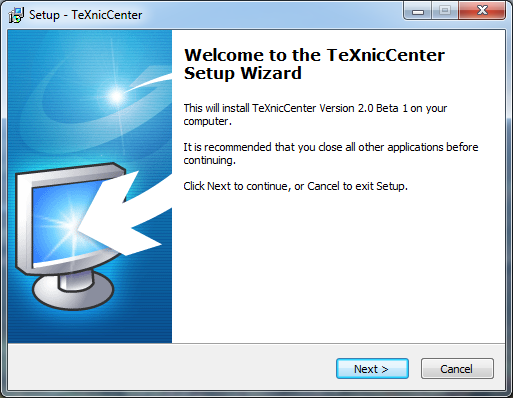 Setup - TeXnicCenter
Welcome to the TeXnicCenter
Setup Wizard
This will install TeXnicCenter Version 2.0 Beta 1 on your
computer.
It is recommended that you close all other applications before
continuing.
Click Next to continue, or Cancel to exit Setup.
Next >
Cancel